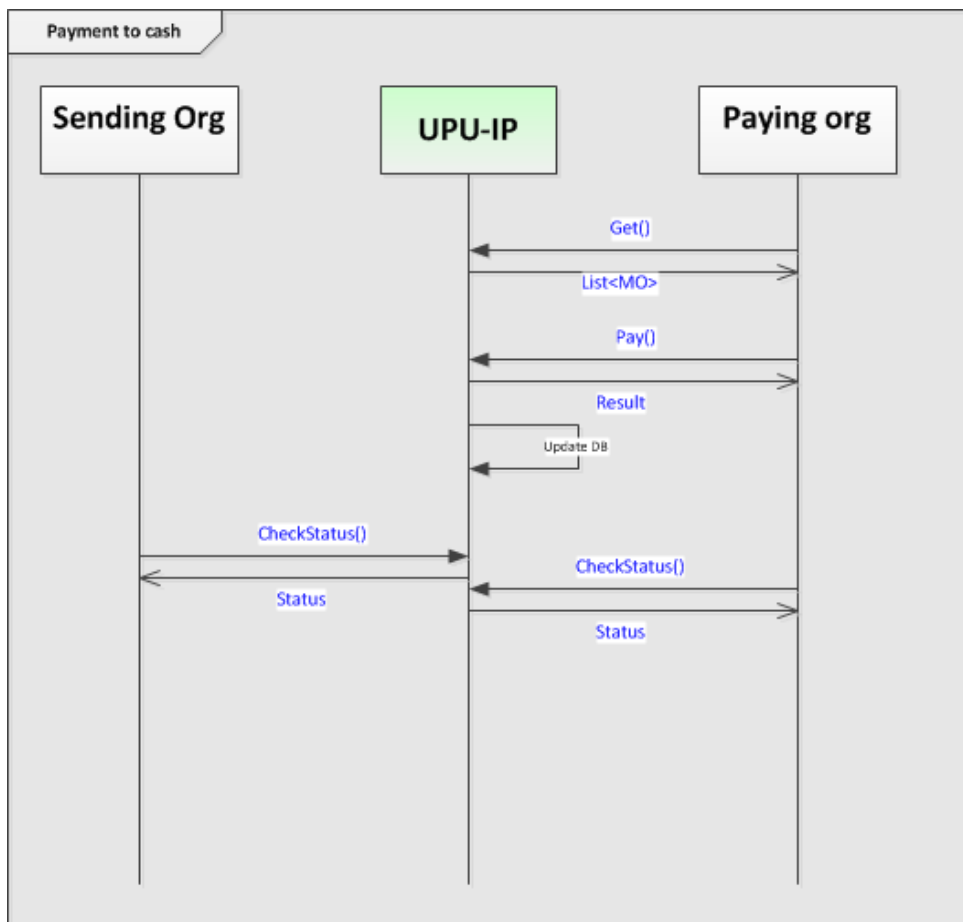 Payment to cash
Sending Org
UPU-IP
Paying org
Get()
List<MO>
Pay()
Result
Update DB
CheckStatus()
CheckStatus()
Status
Status